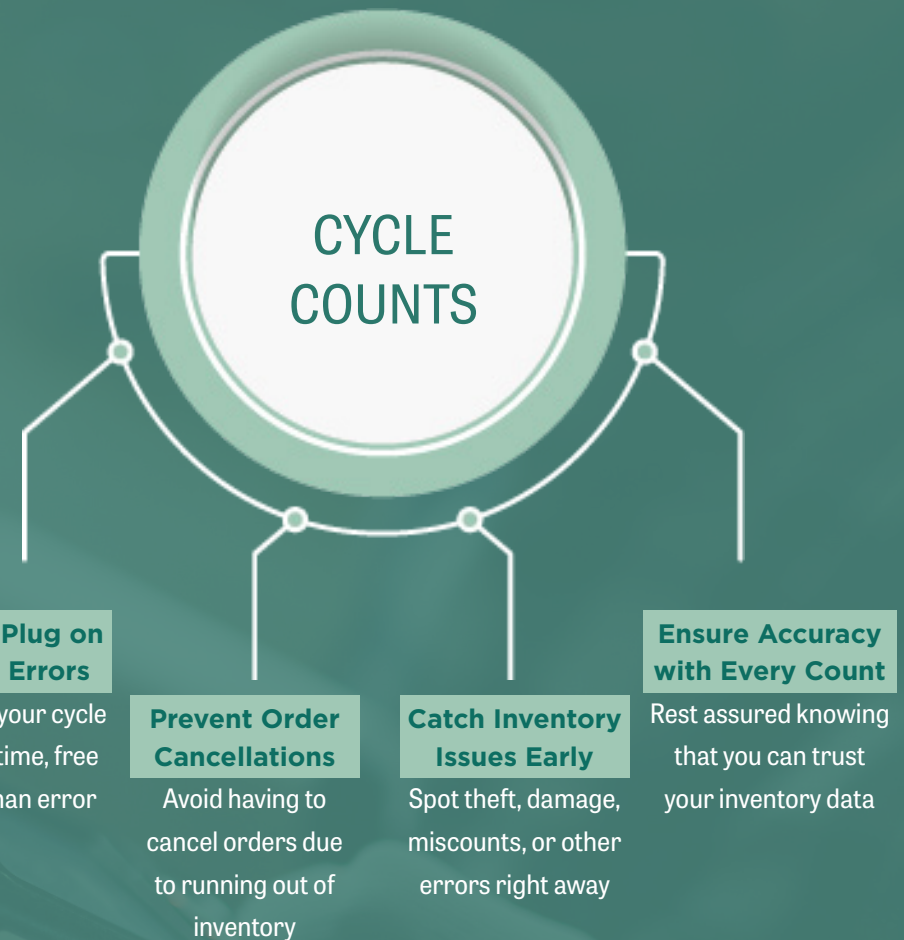 CYCLE
COUNTS
Plug on
Errors
your cycle
time, free
error
Prevent Order
Cancellations
Avoid having to
cancel orders due
to running out of
inventory
Catch Inventory
Issues Early
Spot theft, damage,
miscounts, or other
errors right away
Ensure Accuracy
with Every Count
Rest assured knowing
that you can trust
your inventory data